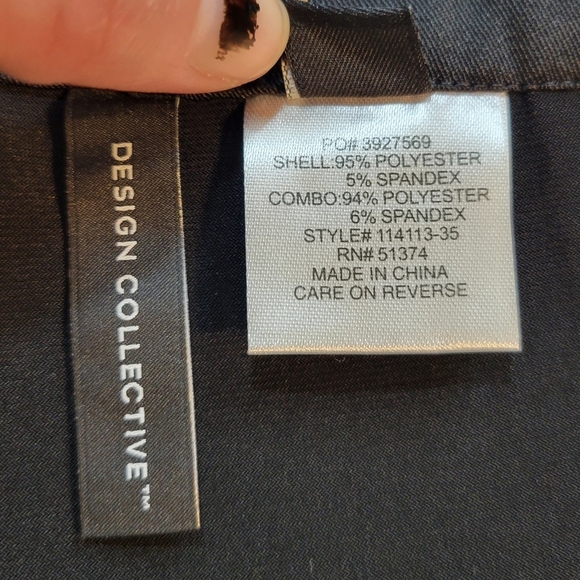 DESIGN COLLECTIVE™
PO# 3927569
SHELL:95% POLYESTER
5% SPANDEX
COMBO:94% POLYESTER
6% SPANDEX
STYLE# 114113-35
RN# 51374
MADE IN CHINA
CARE ON REVERSE